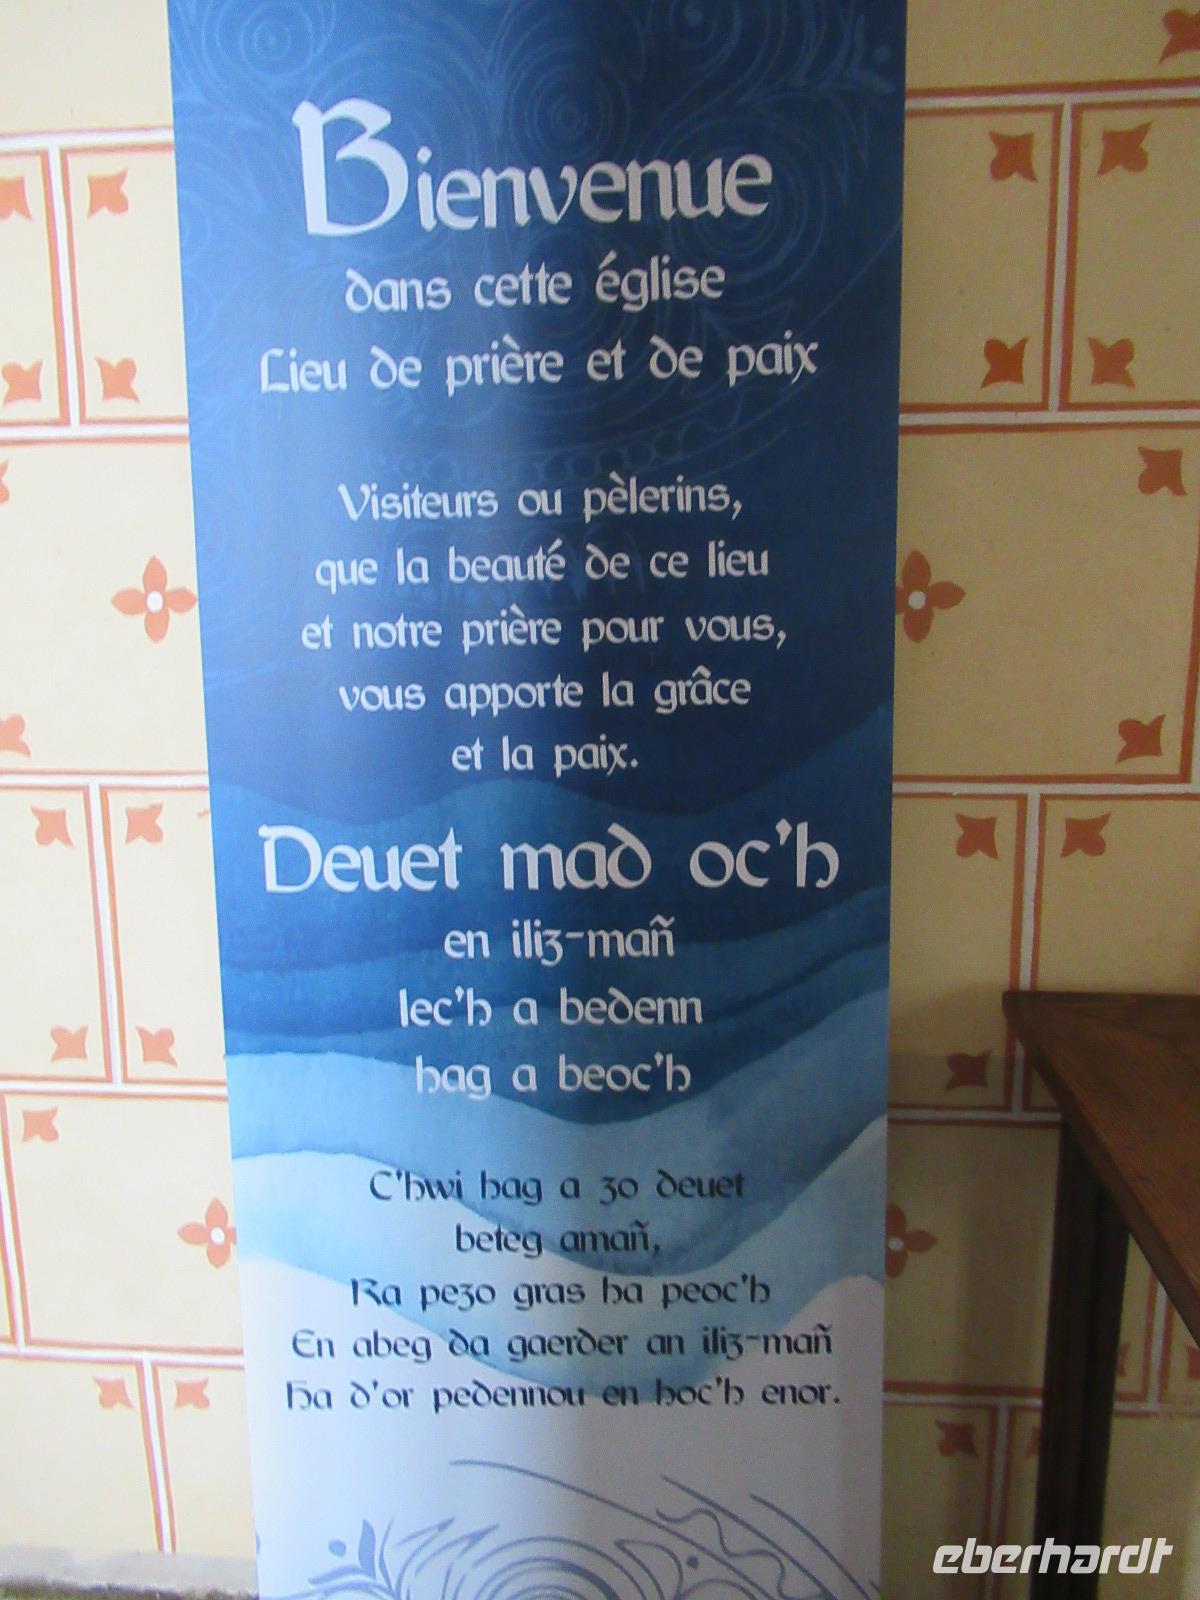 Bienvenue
dans cette église
Lieu de prière et de paix
Visiteurs ou pèlerins,
que la beauté de ce lieu
et notre prière pour vous,
vous apporte la grâce
et la paix.
Deuet mad oc'h
en iliz-mañ
lec'h a bedenn
hag a beoc'h
C'hwi hag a zo deuet
beteg amañ,
Ra pezo gras ha peoc'h
En abeg da gaerder an iliz-mañ
Ha d'or pedennou en hoc'h enor.
eberhardt